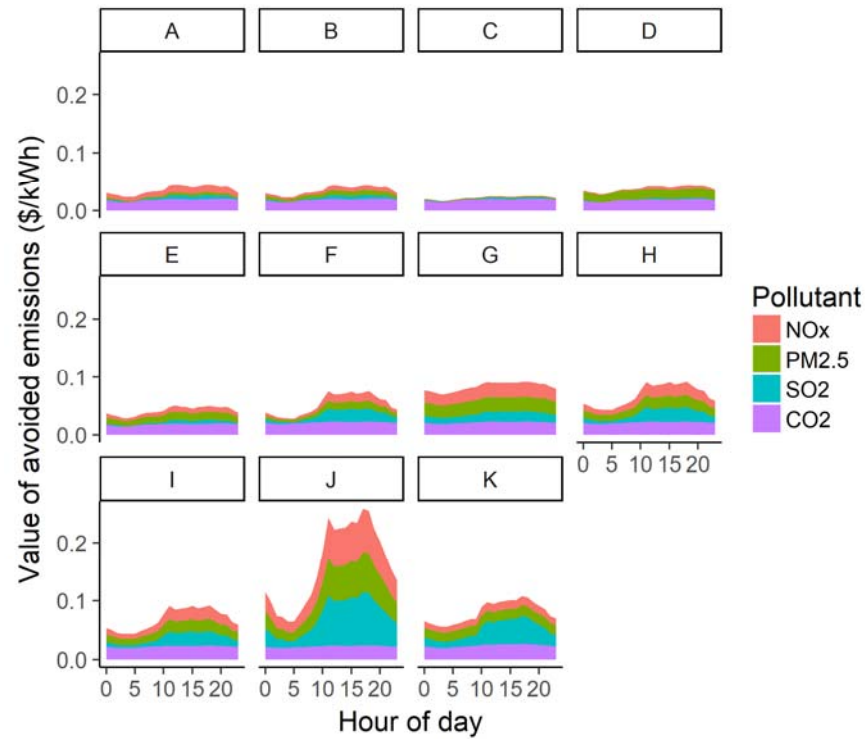 A B C D
0.2
0.1
0.0
E F G H
0.2
0.1
0.0
0 5 10 15 20
I J K
0.2
0.1
0.0
0 5 10 15 20 0 5 10 15 20 0 5 10 15 20
Hour of day
Value of avoided emissions ($/kWh)
Pollutant
NOx
PM2.5
SO2
CO2